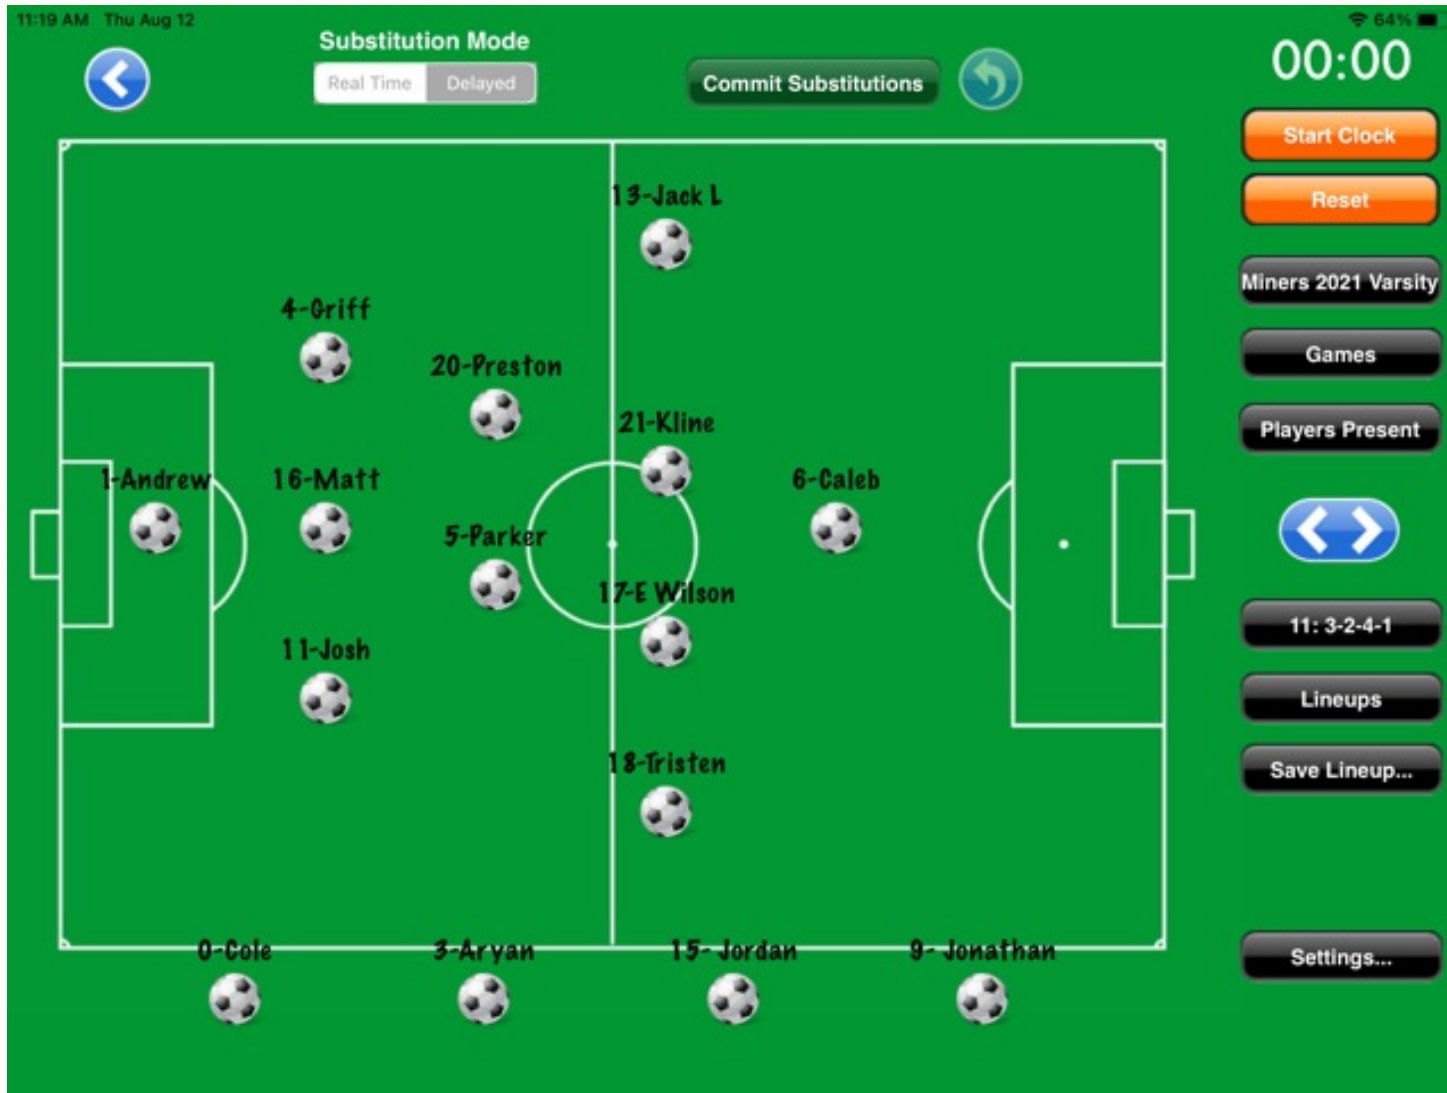 11:19 AM Thu Aug 12
64%
Substitution Mode
Real Time Delayed
Commit Substitutions
00:00
Start Clock
Reset
Miners 2021 Varsity
Games
Players Present
11: 3-2-4-1
Lineups
Save Lineup...
Settings...
13-Jack L
4-Griff
20-Preston
21-Kline
1-Andrew
16-Matt
6-Caleb
5-Parker
17-E Wilson
11-Josh
18-Tristen
0-Cole
3-Aryan
15- Jordan
9- Jonathan